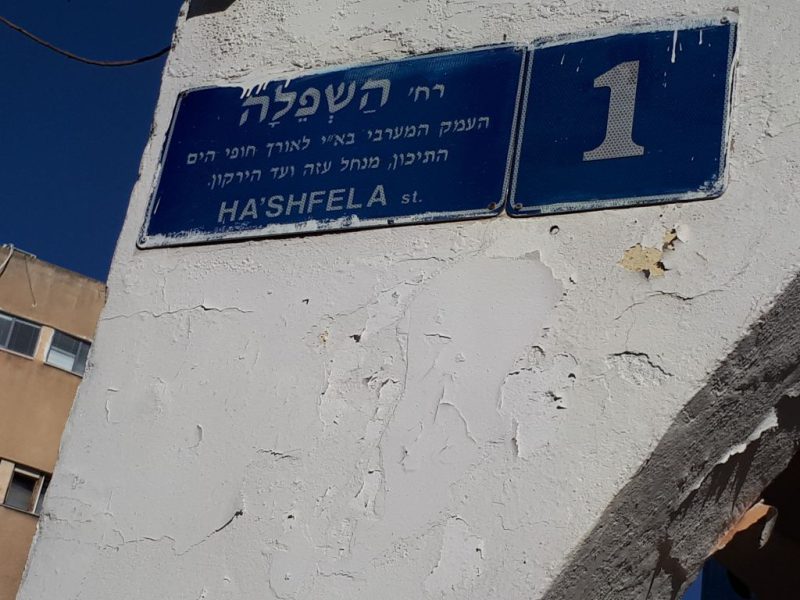 רח' הַשְׁפֵלָה
העמק המערבי בא"י לאורך חופי הים
התיכון, מנחל עזה ועד הירקון.
HA'SHFELA st.
1